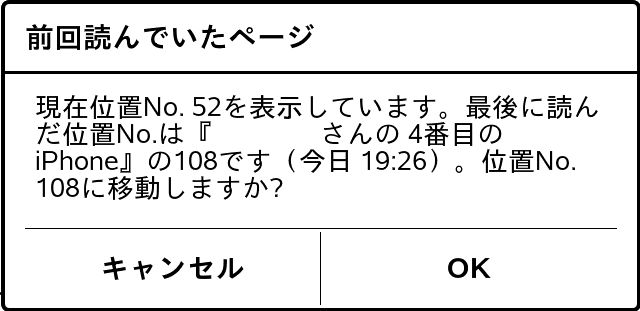 前回読んでいたページ
現在位置No. 52を表示しています。最後に読ん
だ位置No.は『 さんの 4番目の
iPhone』の108です（今日 19:26）。位置No.
108に移動しますか?
キャンセル OK